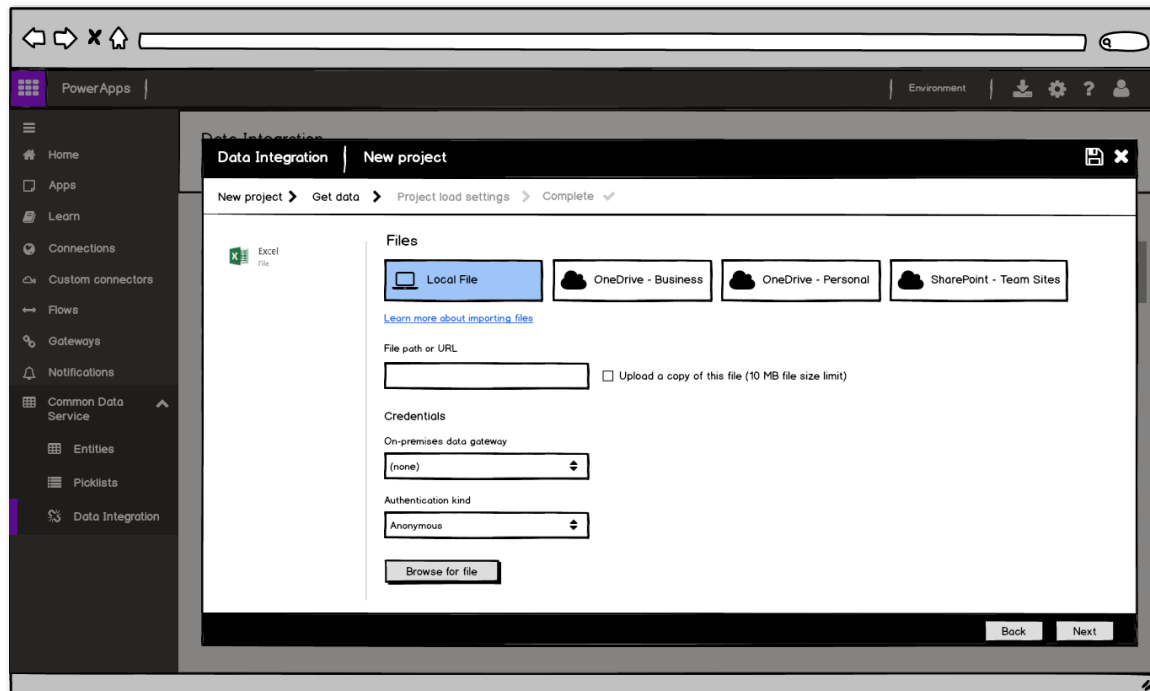 PowerApps
Environment
?
Home
Apps
Learn
Connections
Custom connectors
Flows
Gateways
Notifications
Common Data
Service
Entities
Picklists
Data Integration
Data Integration
Data Integration
New project
New project
Get data
Project load settings
Complete
Excel
File
Files
Local File
OneDrive - Business
OneDrive - Personal
SharePoint - Team Sites
Learn more about importing files
File path or URL
Upload a copy of this file (10 MB file size limit)
Credentials
On-premises data gateway
(none)
Authentication kind
Anonymous
Browse for file
Back
Next